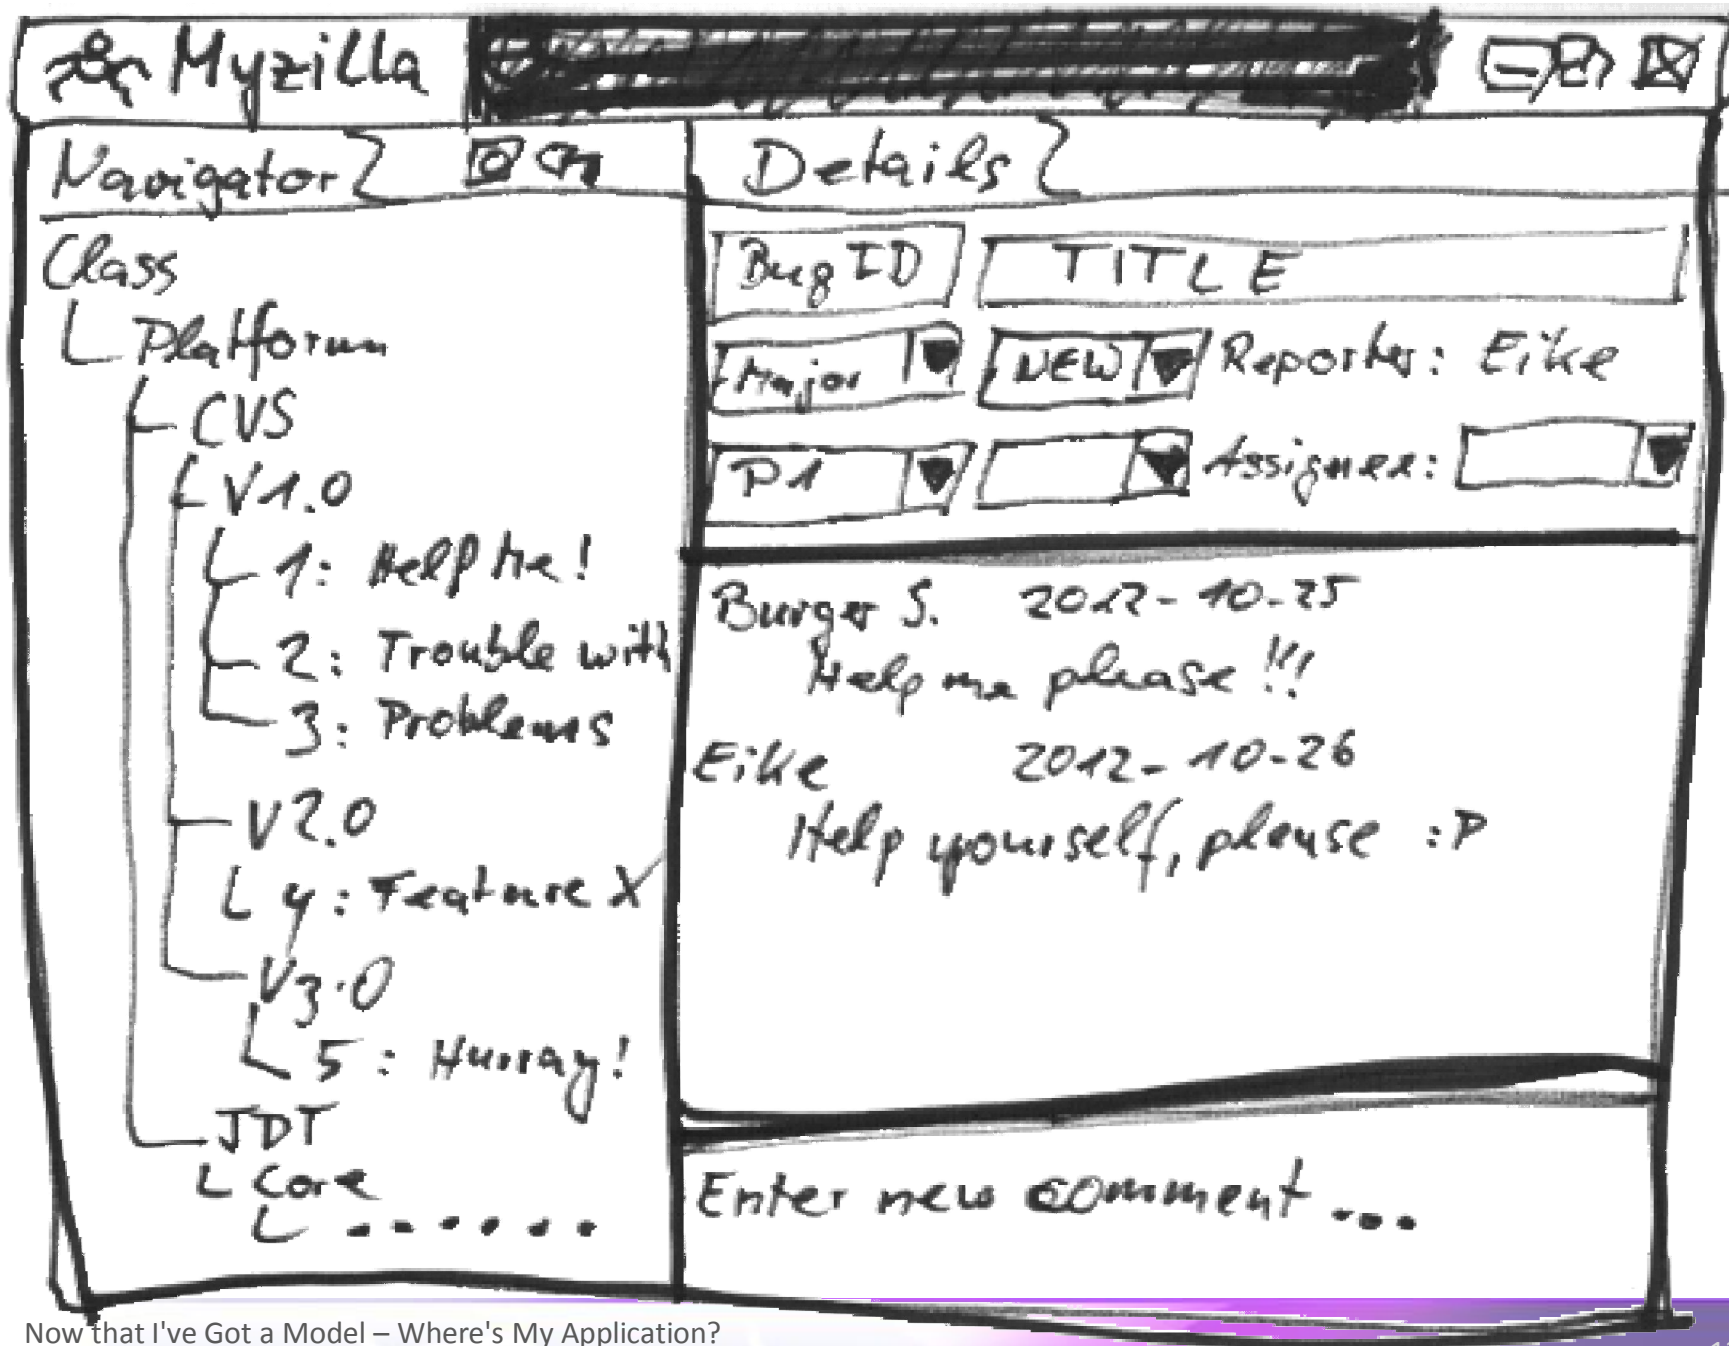 Myzilla
Navigator
Class
Platform
CVS
V1.0
1: Help Me!
2: Trouble with
3: Problems
V2.0
4: Feature X
V3.0
5: Hurray!
JDT
Core
......
Details
Bug ID TITLE
Major NEW Reporter: Eike
P1 Assignee:
Burger S. 2012-10-25
Help me please!!!
Eike 2012-10-26
Help yourself, please :P
Enter new comment...
Now that I've Got a Model – Where's My Application?